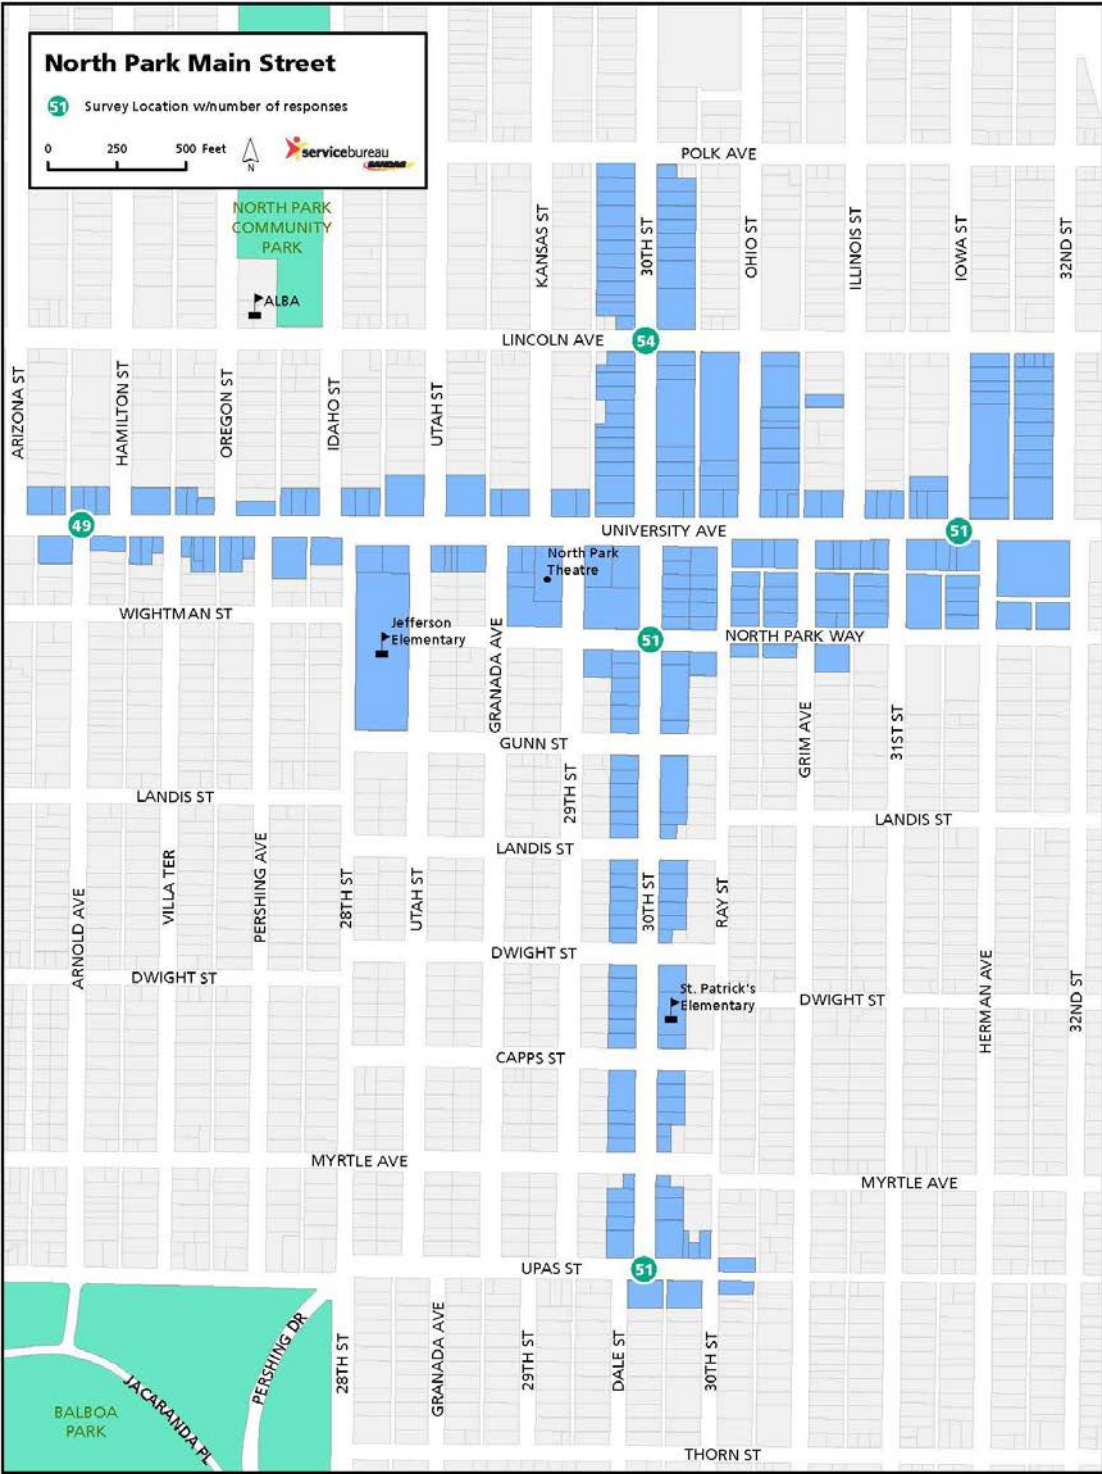 North Park Main Street
51 Survey Location w/number of responses
0 250 500 Feet
N
servicebureau
SANDAG
POLK AVE
NORTH PARK
COMMUNITY
PARK
KANSAS ST
30TH ST
OHIO ST
ILLINOIS ST
IOWA ST
32ND ST
ALBA
LINCOLN AVE
54
ARIZONA ST
HAMILTON ST
OREGON ST
IDAHO ST
UTAH ST
49
UNIVERSITY AVE
51
North Park
Theatre
WIGHTMAN ST
Jefferson
Elementary
GRANADA AVE
51
NORTH PARK WAY
GUNN ST
GRIM AVE
31ST ST
29TH ST
LANDIS ST
LANDIS ST
LANDIS ST
ARNOLD AVE
VILLA TER
PERSHING AVE
28TH ST
UTAH ST
30TH ST
RAY ST
DWIGHT ST
DWIGHT ST
St. Patrick's
Elementary
DWIGHT ST
HERMAN AVE
32ND ST
CAPPS ST
MYRTLE AVE
MYRTLE AVE
UPAS ST
51
PERSHING DR
28TH ST
GRANADA AVE
29TH ST
DALE ST
30TH ST
JACARANDA PL
BALBOA
PARK
THORN ST